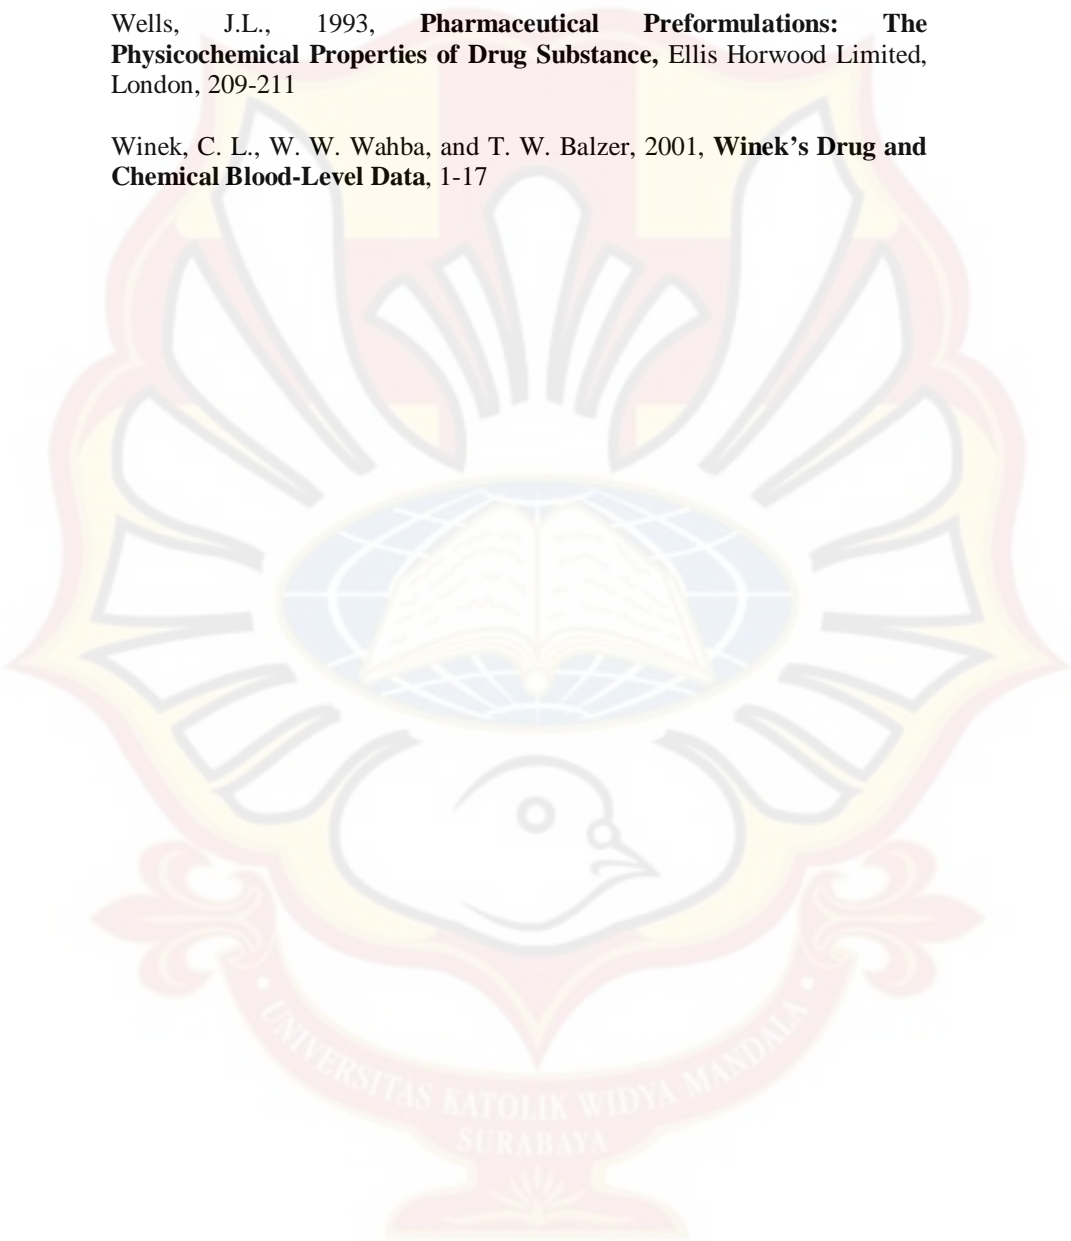 Wells, J.L., 1993, Pharmaceutical Preformulations: The
Physicochemical Properties of Drug Substance, Ellis Horwood Limited,
London, 209-211
Winek, C. L., W. W. Wahba, and T. W. Balzer, 2001, Winek’s Drug and
Chemical Blood-Level Data, 1-17
• UNIVERSITAS KATOLIK WIDYA MANDALA •
SURABAYA